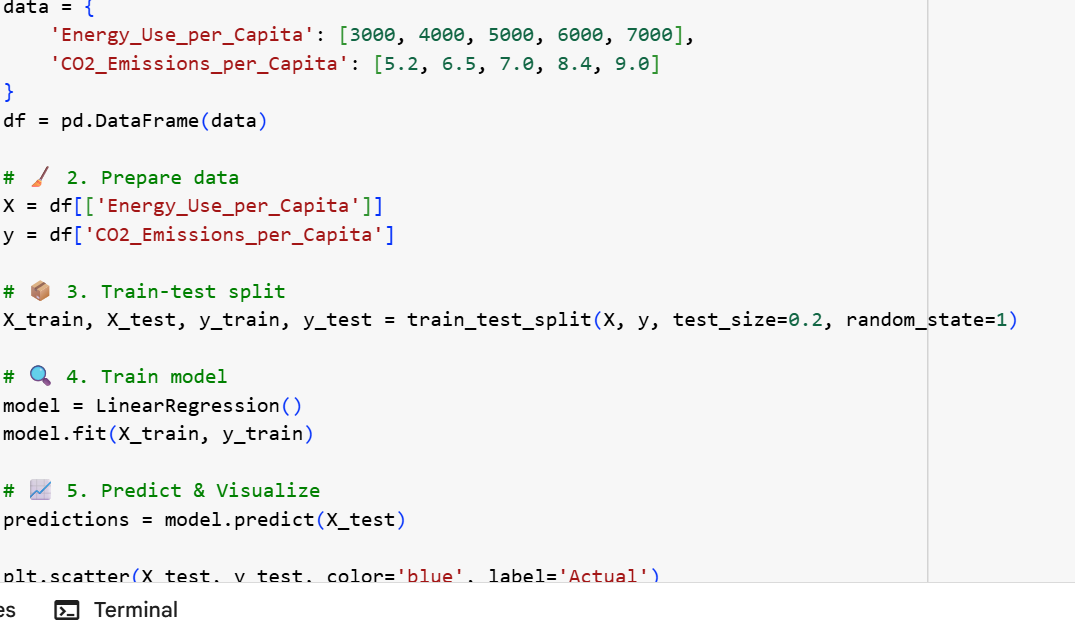 data = {
    'Energy_Use_per_Capita': [3000, 4000, 5000, 6000, 7000],
    'CO2_Emissions_per_Capita': [5.2, 6.5, 7.0, 8.4, 9.0]
}
df = pd.DataFrame(data)
# 🧹 2. Prepare data
X = df[['Energy_Use_per_Capita']]
y = df['CO2_Emissions_per_Capita']
# 📦 3. Train-test split
X_train, X_test, y_train, y_test = train_test_split(X, y, test_size=0.2, random_state=1)
# 🔍 4. Train model
model = LinearRegression()
model.fit(X_train, y_train)
# 📈 5. Predict & Visualize
predictions = model.predict(X_test)
plt.scatter(X_test, y_test, color='blue', label='Actual')
es
Terminal